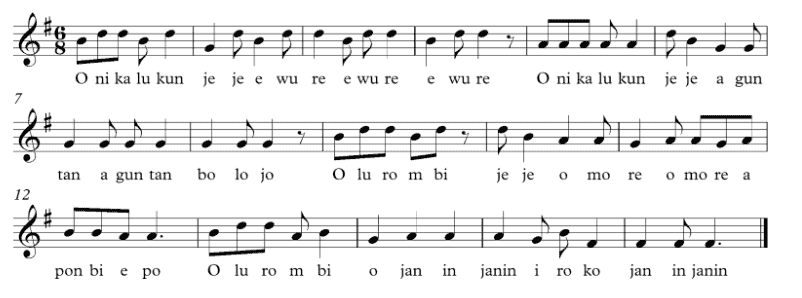 6
8
O ni ka lu kun je je e wu re e wu re e wu re O ni ka lu kun je je a gun
7
tan a gun tan bo lo jo O lu ro m bi je je o mo re o mo re a
12
pon bi e po O lu ro m bi o jan in janin i ro ko jan in janin